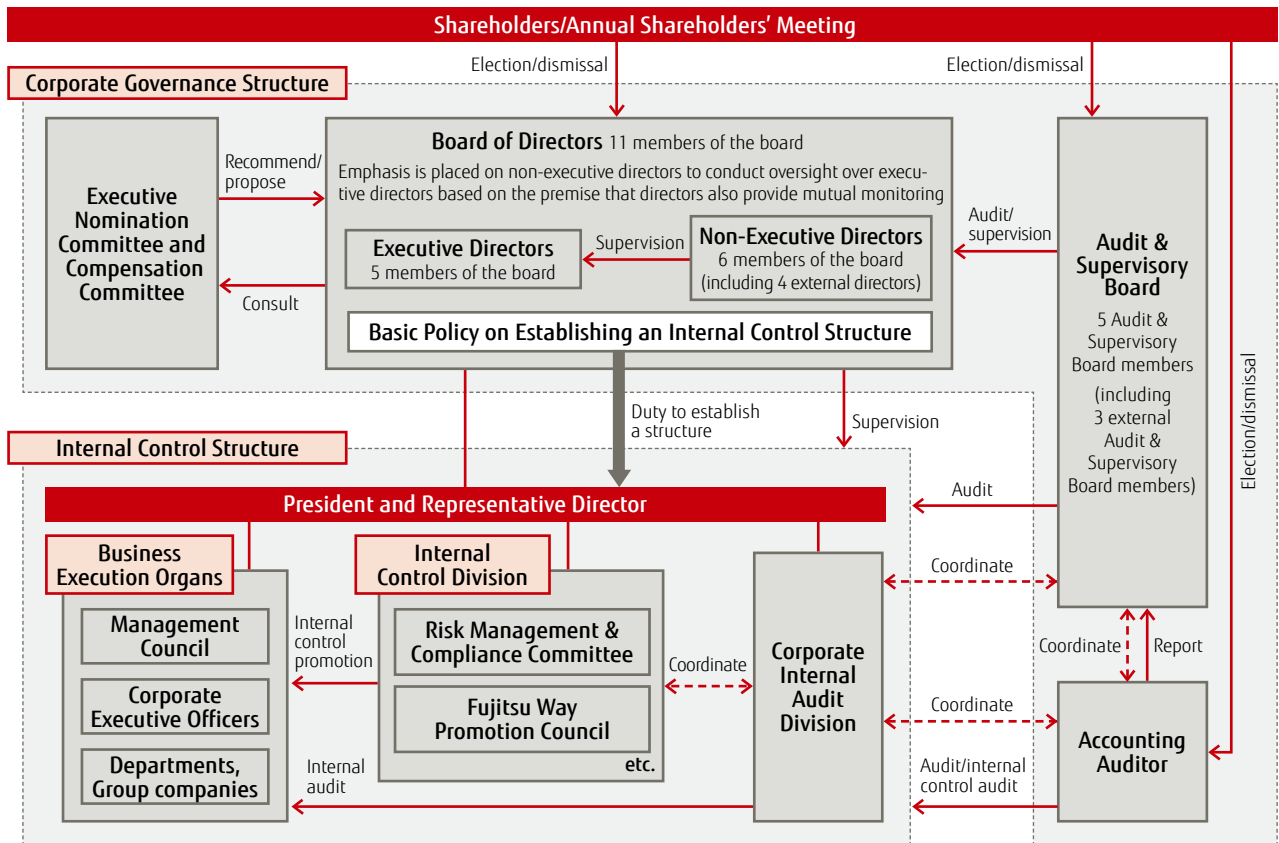 Shareholders/Annual Shareholders' Meeting
Election/dismissal
Election/dismissal
Corporate Governance Structure
Executive
Nomination
Committee and
Compensation
Committee
Recommend/
propose
Consult
Board of Directors 11 members of the board
Emphasis is placed on non-executive directors to conduct oversight over execu-
tive directors based on the premise that directors also provide mutual monitoring
Executive Directors
5 members of the board
Supervision
Non-Executive Directors
6 members of the board
(including 4 external directors)
Basic Policy on Establishing an Internal Control Structure
Audit/
supervision
Audit &
Supervisory
Board
5 Audit &
Supervisory
Board members
(including
3 external
Audit &
Supervisory
Board members)
Election/dismissal
Duty to establish
a structure
Supervision
Internal Control Structure
President and Representative Director
Audit
Business
Execution Organs
Management
Council
Corporate
Executive Officers
Departments,
Group companies
Internal
control
promotion
Internal
audit
Internal
Control Division
Risk Management &
Compliance Committee
Fujitsu Way
Promotion Council
etc.
Coordinate
Corporate
Internal
Audit
Division
Coordinate
Coordinate
Audit/internal
control audit
Coordinate
Report
Accounting
Auditor